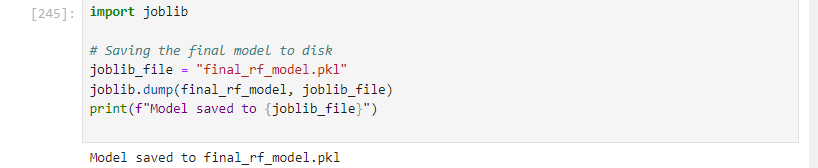 [245]: import joblib

# Saving the final model to disk
joblib_file = "final_rf_model.pkl"
joblib.dump(final_rf_model, joblib_file)
print(f"Model saved to {joblib_file}")

Model saved to final_rf_model.pkl